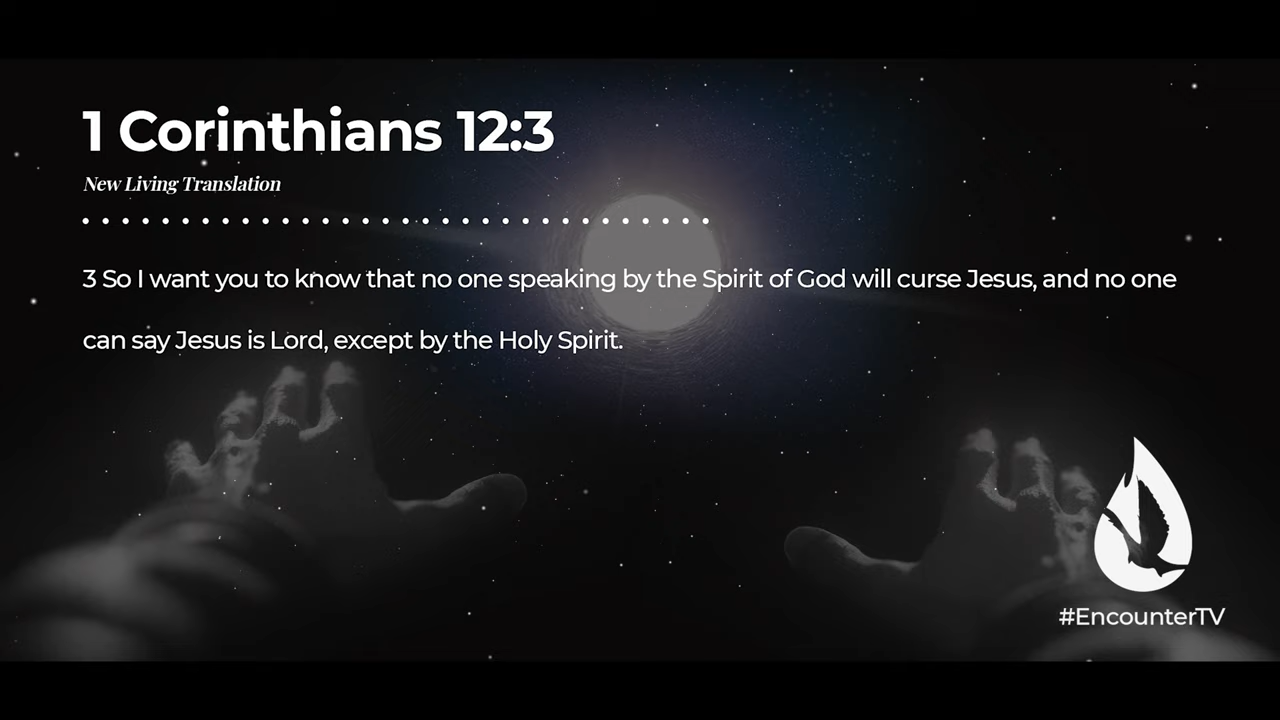 1 Corinthians 12:3
New Living Translation
3 So I want you to know that no one speaking by the Spirit of God will curse Jesus, and no one
can say Jesus is Lord, except by the Holy Spirit.
#EncounterTV